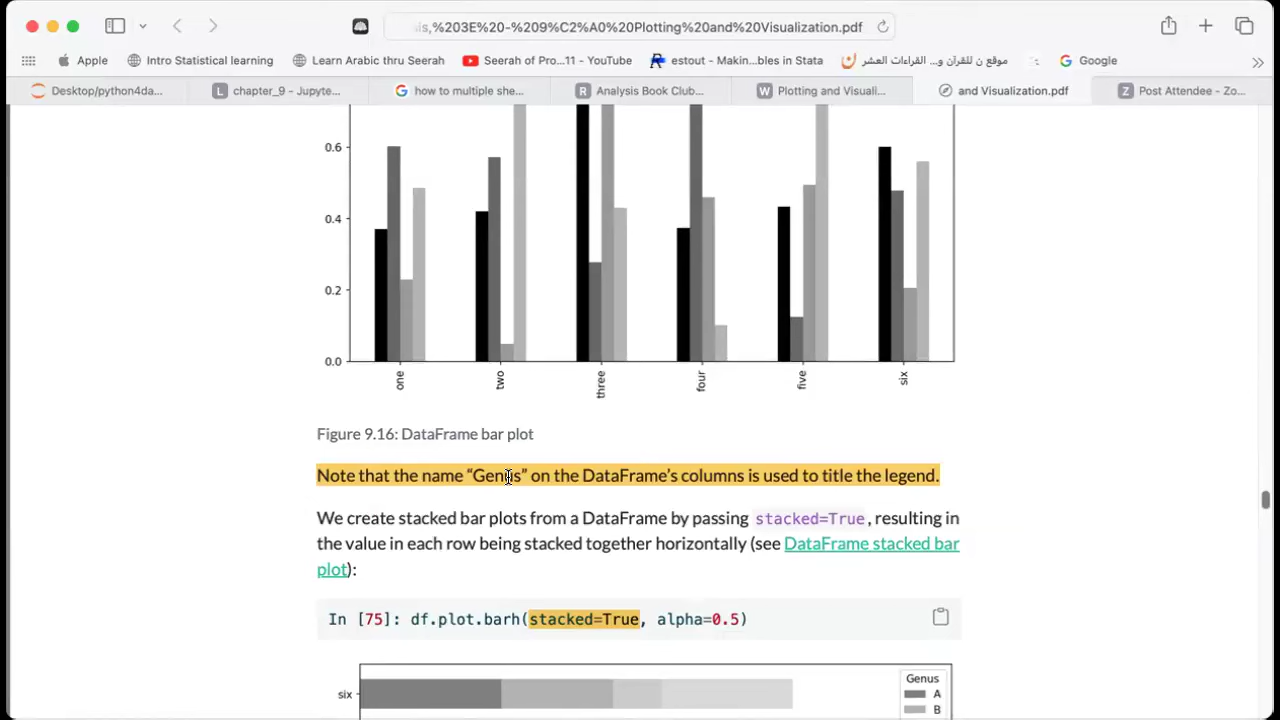 is,%203E%20-%209%C2%A0%20Plotting%20and%20Visualization.pdf
Apple
Intro Statistical learning
Learn Arabic thru Seerah
Seerah of Pro...11 - YouTube
estout - Makin...bles in Stata
موقع ن للقرآن و... القراءات العشر
Google
Desktop/python4da...
chapter_9 - Jupyte...
how to multiple she...
Analysis Book Club...
Plotting and Visuali...
and Visualization.pdf
Post Attendee - Zo...
0.6
0.4
0.2
0.0
one
two
three
four
five
six
Figure 9.16: DataFrame bar plot
Note that the name “Genus” on the DataFrame’s columns is used to title the legend.
We create stacked bar plots from a DataFrame by passing stacked=True, resulting in
the value in each row being stacked together horizontally (see DataFrame stacked bar
plot):
In [75]: df.plot.barh(stacked=True, alpha=0.5)
Genus
six
A
B